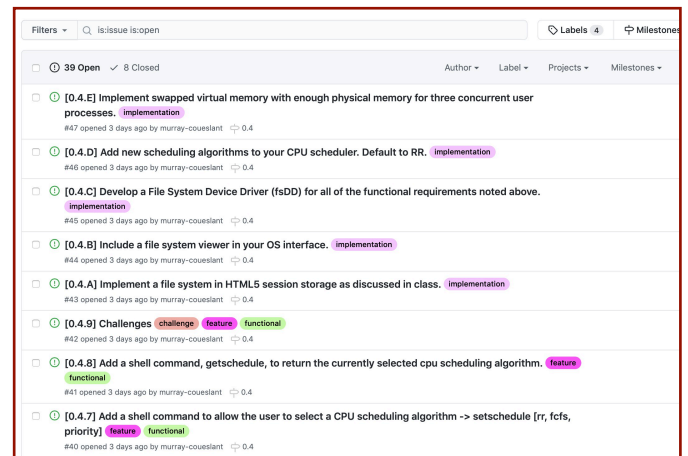 Filters
is:issue is:open
Labels 4
Milestones
39 Open 8 Closed
Author Label Projects Milestones
[0.4.E] Implement swapped virtual memory with enough physical memory for three concurrent user
processes. implementation
#47 opened 3 days ago by murray-coueslant 0.4
[0.4.D] Add new scheduling algorithms to your CPU scheduler. Default to RR. implementation
#46 opened 3 days ago by murray-coueslant 0.4
[0.4.C] Develop a File System Device Driver (fsDD) for all of the functional requirements noted above.
implementation
#45 opened 3 days ago by murray-coueslant 0.4
[0.4.B] Include a file system viewer in your OS interface. implementation
#44 opened 3 days ago by murray-coueslant 0.4
[0.4.A] Implement a file system in HTML5 session storage as discussed in class. implementation
#43 opened 3 days ago by murray-coueslant 0.4
[0.4.9] Challenges challenge feature functional
#42 opened 3 days ago by murray-coueslant 0.4
[0.4.8] Add a shell command, getschedule, to return the currently selected cpu scheduling algorithm. feature
functional
#41 opened 3 days ago by murray-coueslant 0.4
[0.4.7] Add a shell command to allow the user to select a CPU scheduling algorithm -> setschedule [rr, fcfs,
priority] feature functional
#40 opened 3 days ago by murray-coueslant 0.4